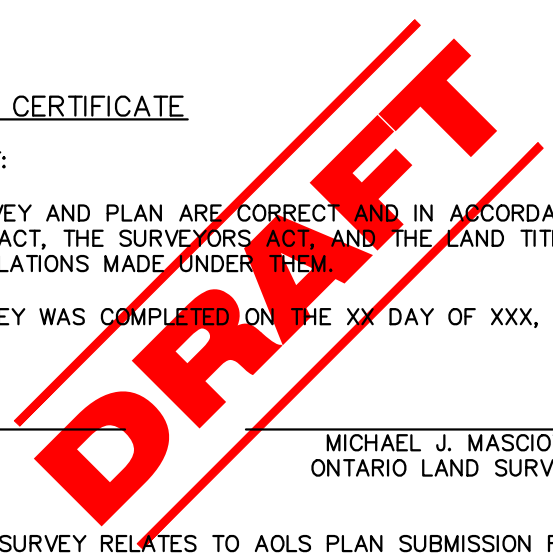 CERTIFICATE
:
VEY AND PLAN ARE CORRECT AND IN ACCORDA
ACT, THE SURVEYORS ACT, AND THE LAND TIT
LATIONS MADE UNDER THEM.
EY WAS COMPLETED ON THE XX DAY OF XXX,
MICHAEL J. MASCIO
ONTARIO LAND SURV
SURVEY RELATES TO AOLS PLAN SUBMISSION F
DRAFT